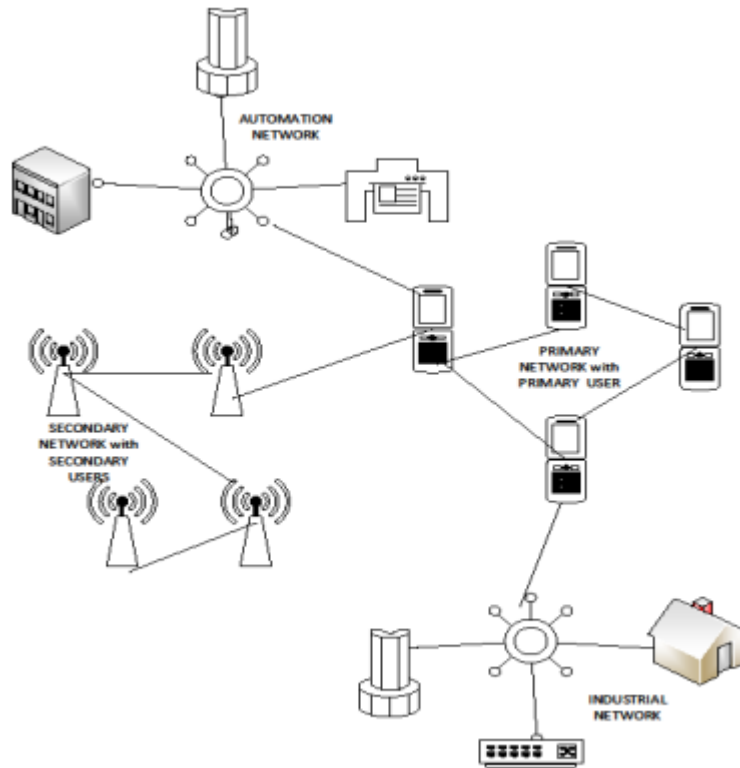 AUTOMATION
NETWORK
PRIMARY
NETWORK with
PRIMARY USER
SECONDARY
NETWORK with
SECONDARY
USERS
INDUSTRIAL
NETWORK